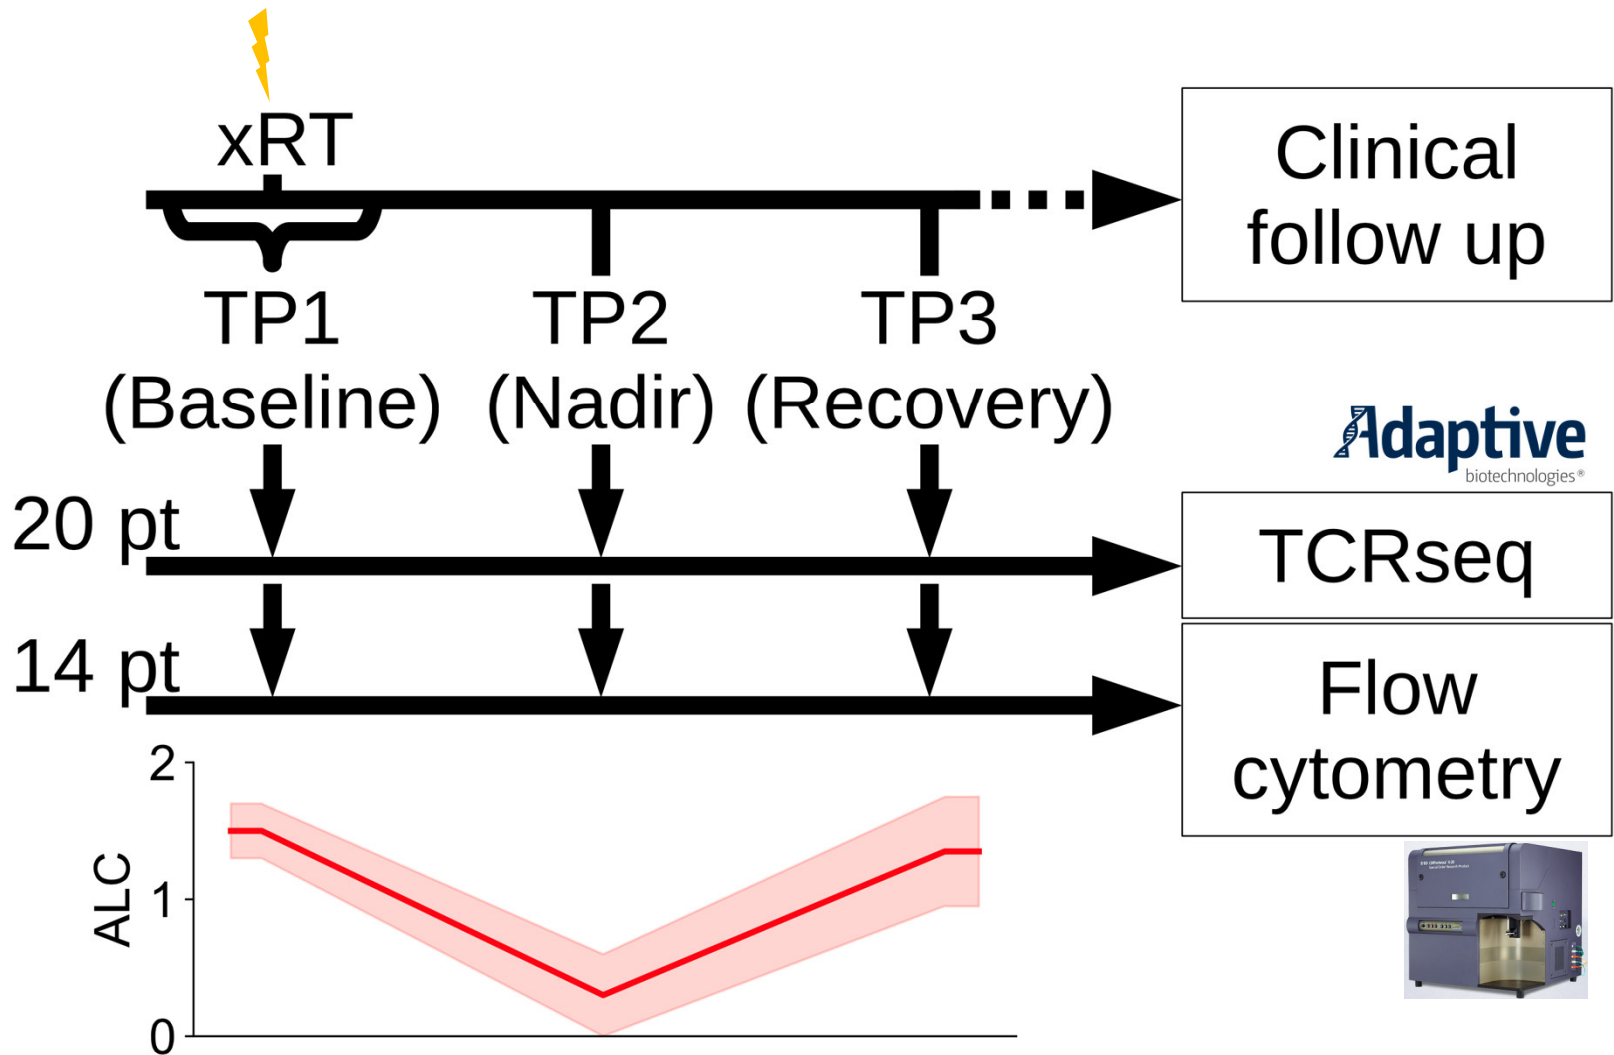 xRT
Clinical
follow up
TP1
TP2
TP3
(Baseline)
(Nadir)
(Recovery)
Adaptive
biotechnologies®
20 pt
TCRseq
14 pt
Flow
cytometry
2
1
0
ALC